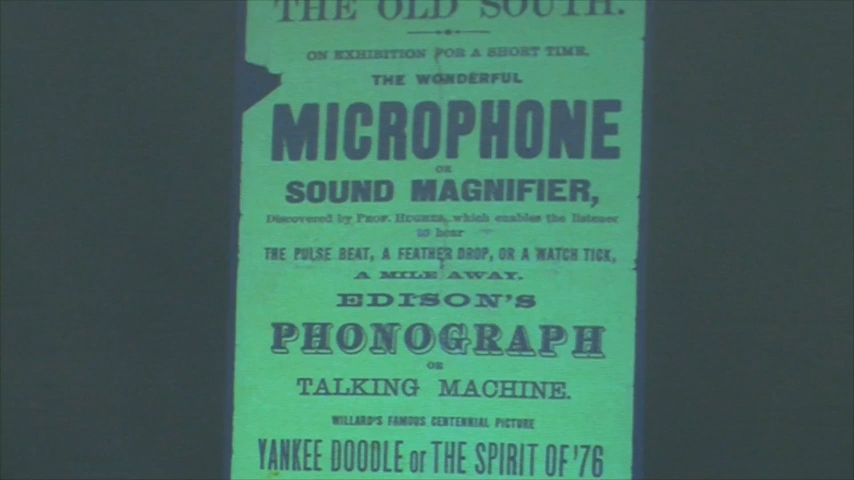 THE OLD SOUTH.
ON EXHIBITION FOR A SHORT TIME.
THE WONDERFUL
MICROPHONE
OR
SOUND MAGNIFIER,
Discovered by PROF. HUGHES, which enables the listener
to hear
THE PULSE BEAT, A FEATHER DROP, OR A WATCH TICK,
A MILE AWAY.
EDISON'S
PHONOGRAPH
OR
TALKING MACHINE.
WILLARD'S FAMOUS CENTENNIAL PICTURE
YANKEE DOODLE or THE SPIRIT OF '76